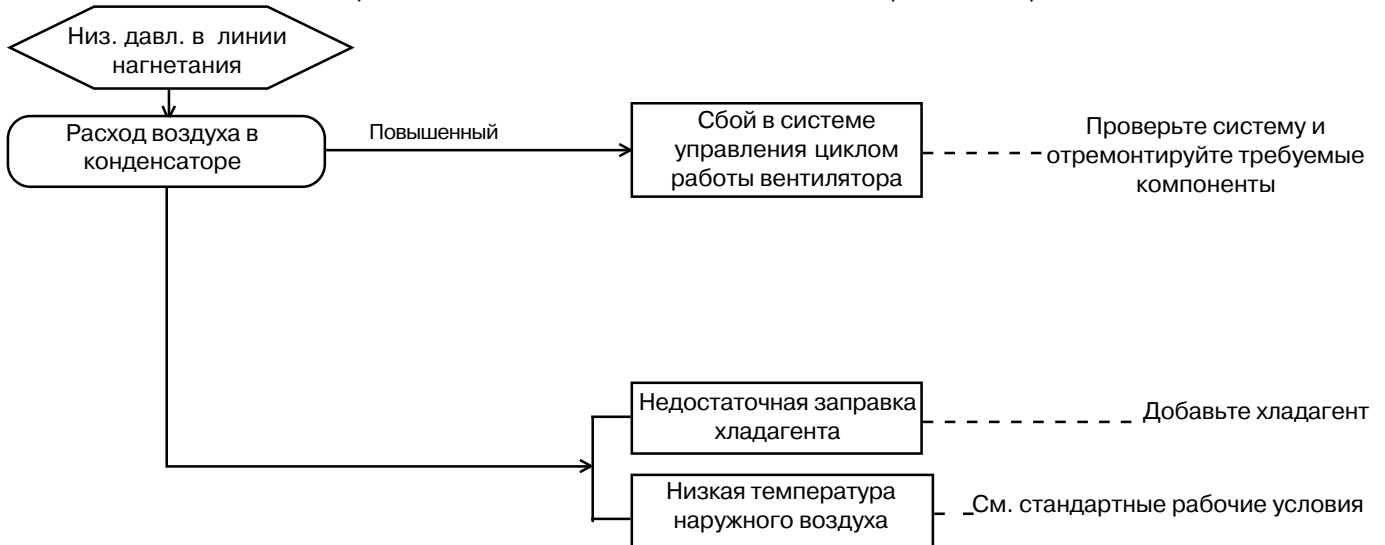 Низ. давл. в линии
нагнетания
Расход воздуха в
конденсаторе
Повышенный
Сбой в системе
управления циклом
работы вентилятора
Проверьте систему и
отремонтируйте требуемые
компоненты
Недостаточная заправка
хладагента
Добавьте хладагент
Низкая температура
наружного воздуха
См. стандартные рабочие условия